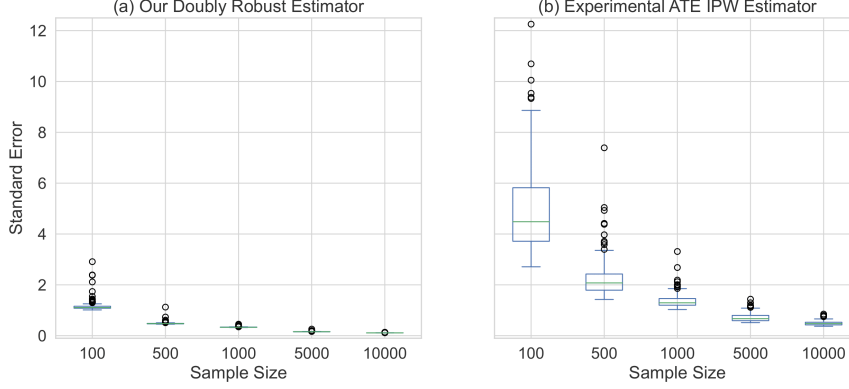 (a) Our Doubly Robust Estimator
(b) Experimental ATE IPW Estimator
Standard Error
12
10
8
6
4
2
0
100 500 1000 5000 10000
Sample Size
100 500 1000 5000 10000
Sample Size